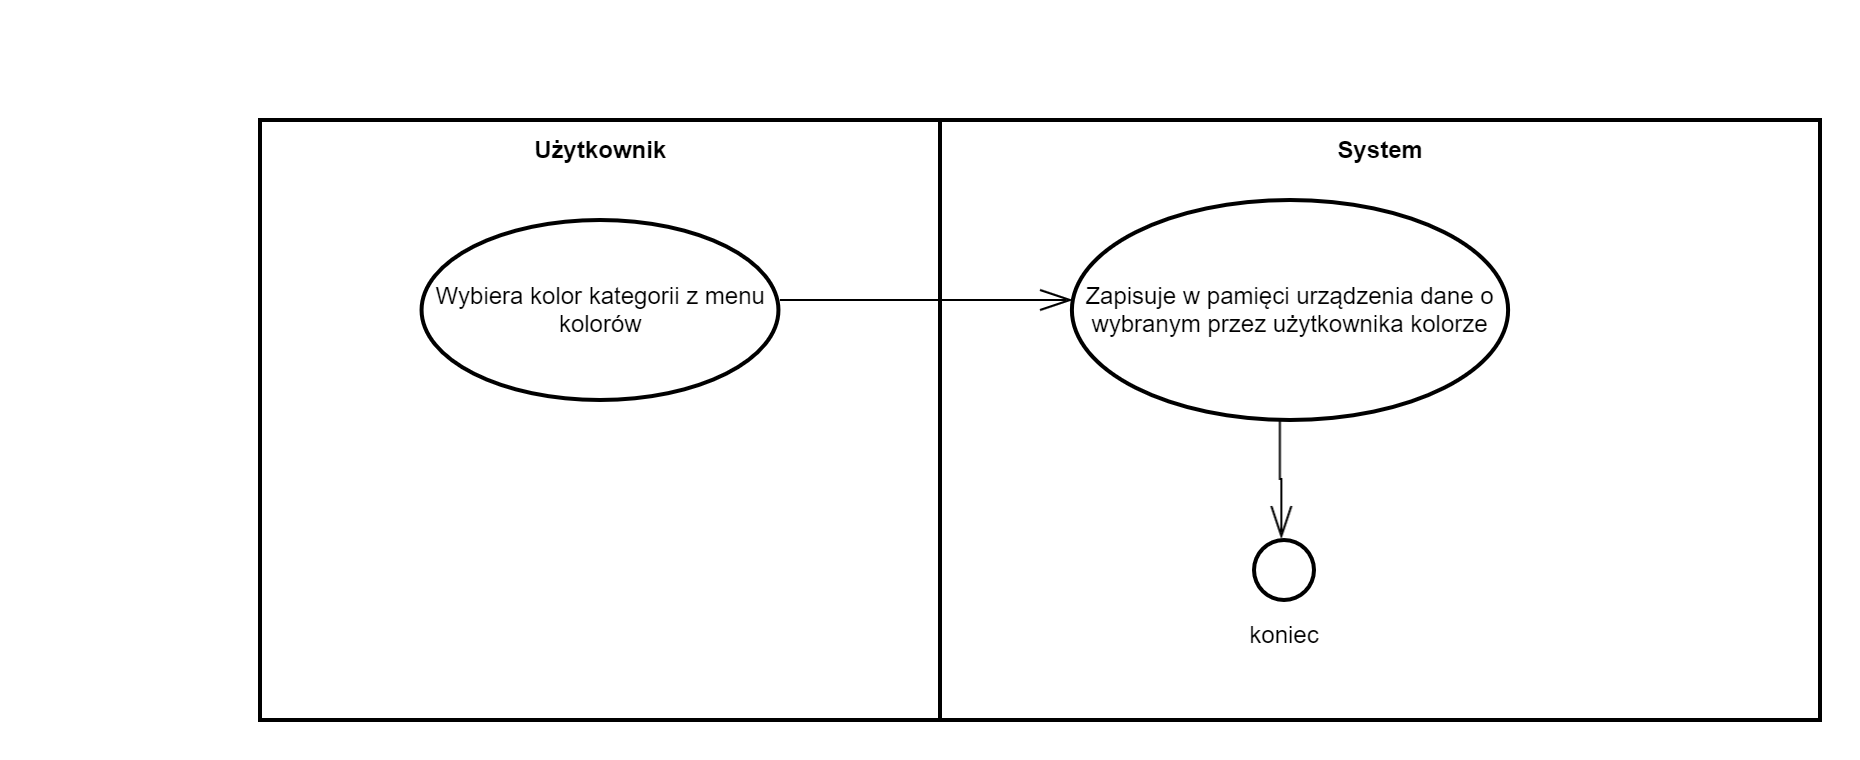 Użytkownik
System
Wybiera kolor kategorii z menu
kolorów
Zapisuje w pamięci urządzenia dane o
wybranym przez użytkownika kolorze
koniec